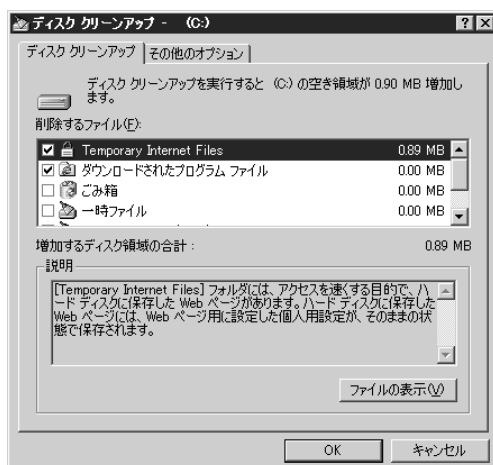 ディスク クリーンアップ - (C:)
ディスク クリーンアップ その他のオプション
ディスク クリーンアップを実行すると (C:) の空き領域が 0.90 MB 増加し
ます。
削除するファイル(F):
Temporary Internet Files 0.89 MB
ダウンロードされたプログラム ファイル 0.00 MB
ごみ箱 0.00 MB
一時ファイル 0.00 MB
増加するディスク領域の合計 : 0.89 MB
説明
[Temporary Internet Files] フォルダには、アクセスを速くする目的で、ハ
ード ディスクに保存した Web ページがあります。ハード ディスクに保存した
Web ページには、Web ページ用に設定した個人用設定が、そのままの状
態で保存されます。
ファイルの表示(V)
OK キャンセル